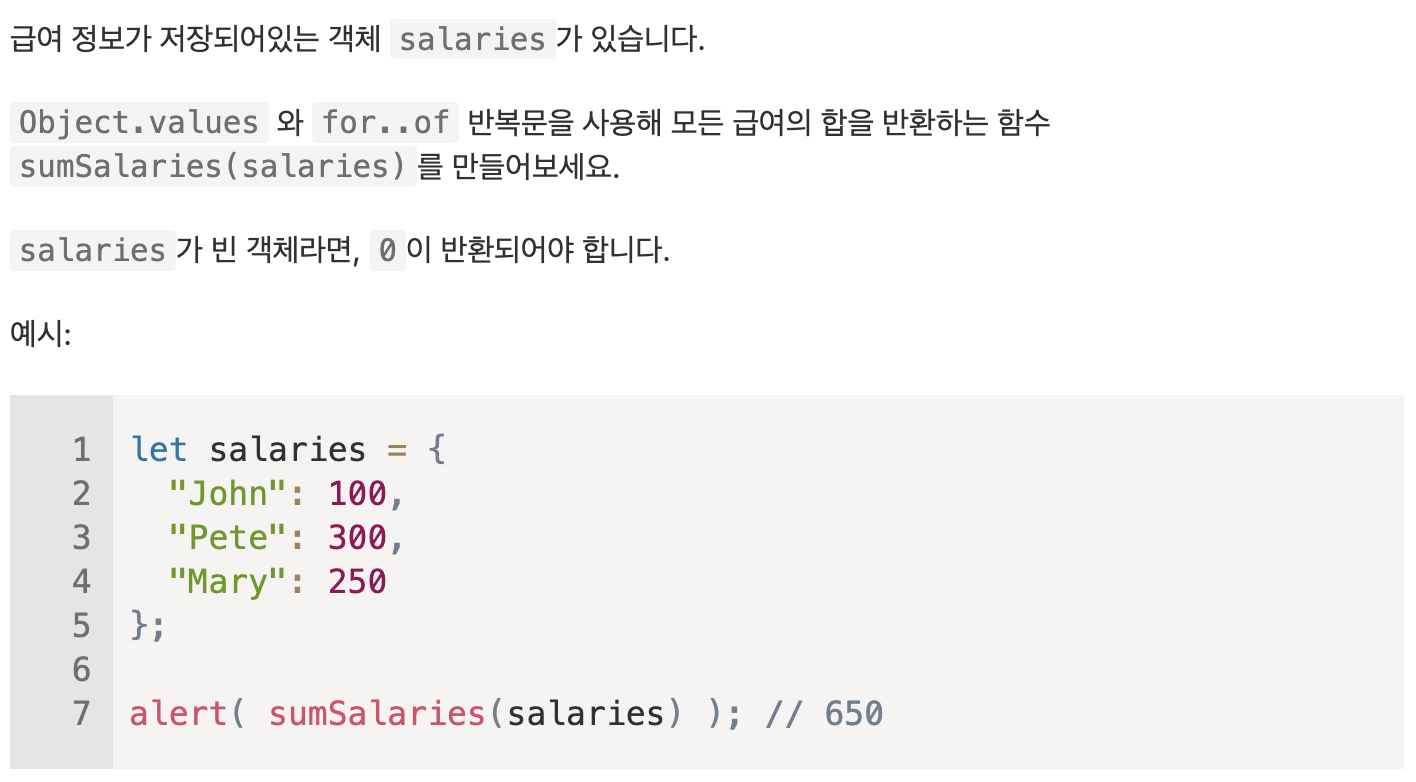 급여 정보가 저장되어있는 객체 salaries가 있습니다.
Object.values 와 for..of 반복문을 사용해 모든 급여의 합을 반환하는 함수
sumSalaries(salaries)를 만들어보세요.
salaries가 빈 객체라면, 0이 반환되어야 합니다.
예시:
1 let salaries = {
2   "John": 100,
3   "Pete": 300,
4   "Mary": 250
5 };
6
7 alert( sumSalaries(salaries) ); // 650